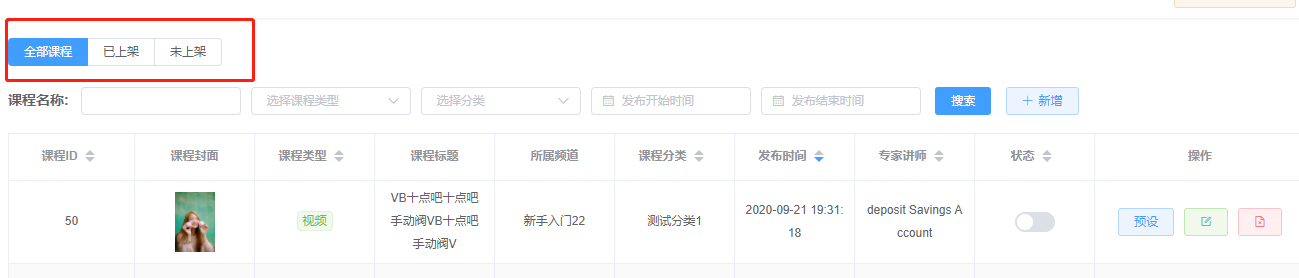 全部课程 已上架 未上架
课程名称: 选择课程类型 选择分类 发布开始时间 发布结束时间 搜索 + 新增
课程ID 课程封面 课程类型 课程标题 所属频道 课程分类 发布时间 专家讲师 状态 操作
50 视频 VB十点吧十点吧手动阀VB十点吧手动阀V 新手入门22 测试分类1 2020-09-21 19:31:18 deposit Savings Account 预设